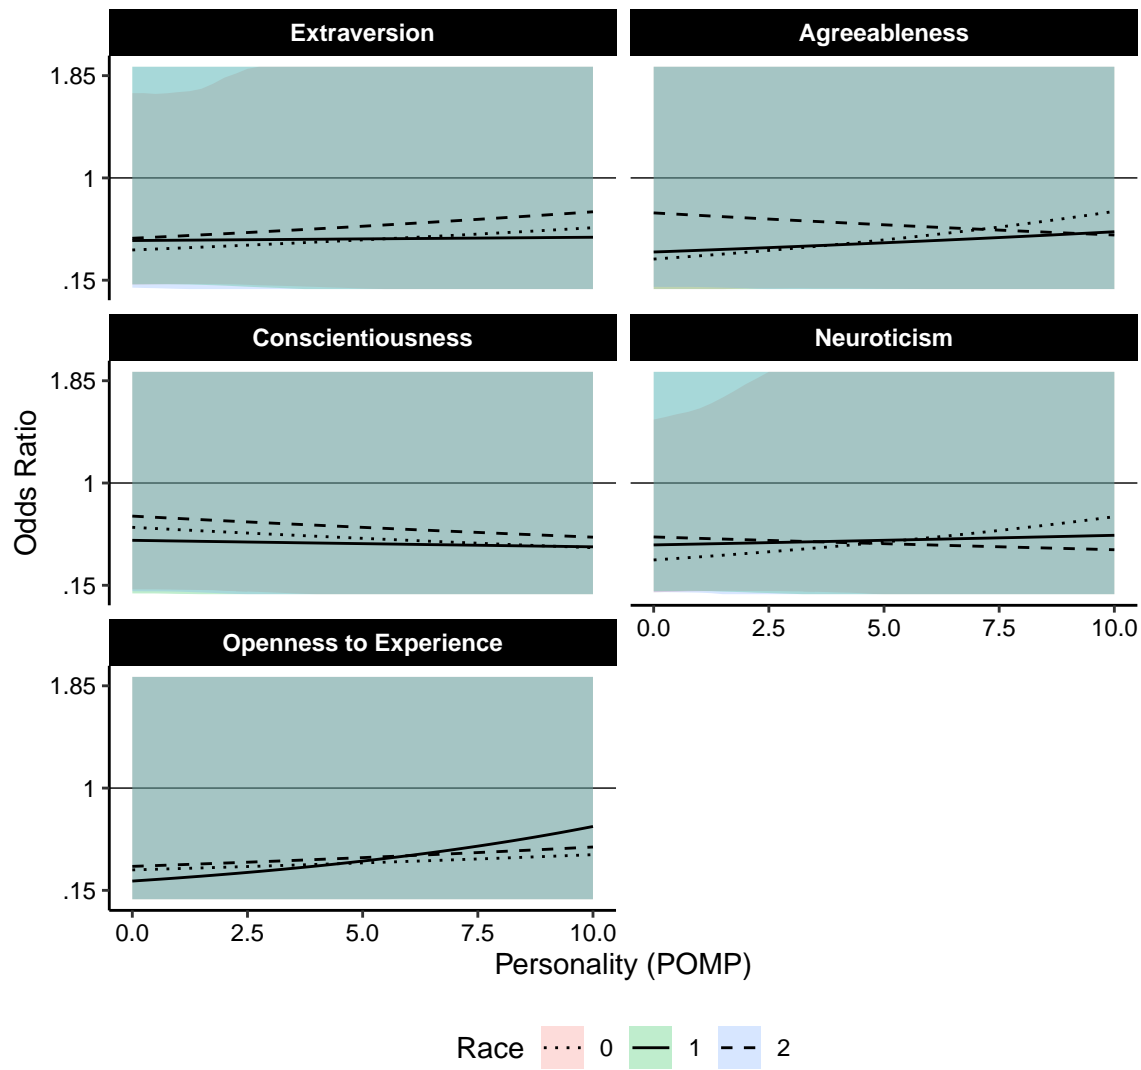 Extraversion
Agreeableness
1.85
1
.15
Conscientiousness
Neuroticism
1.85
1
.15
0.0 2.5 5.0 7.5 10.0
Openness to Experience
1.85
1
.15
0.0 2.5 5.0 7.5 10.0
Odds Ratio
Personality (POMP)
Race 0 1 2